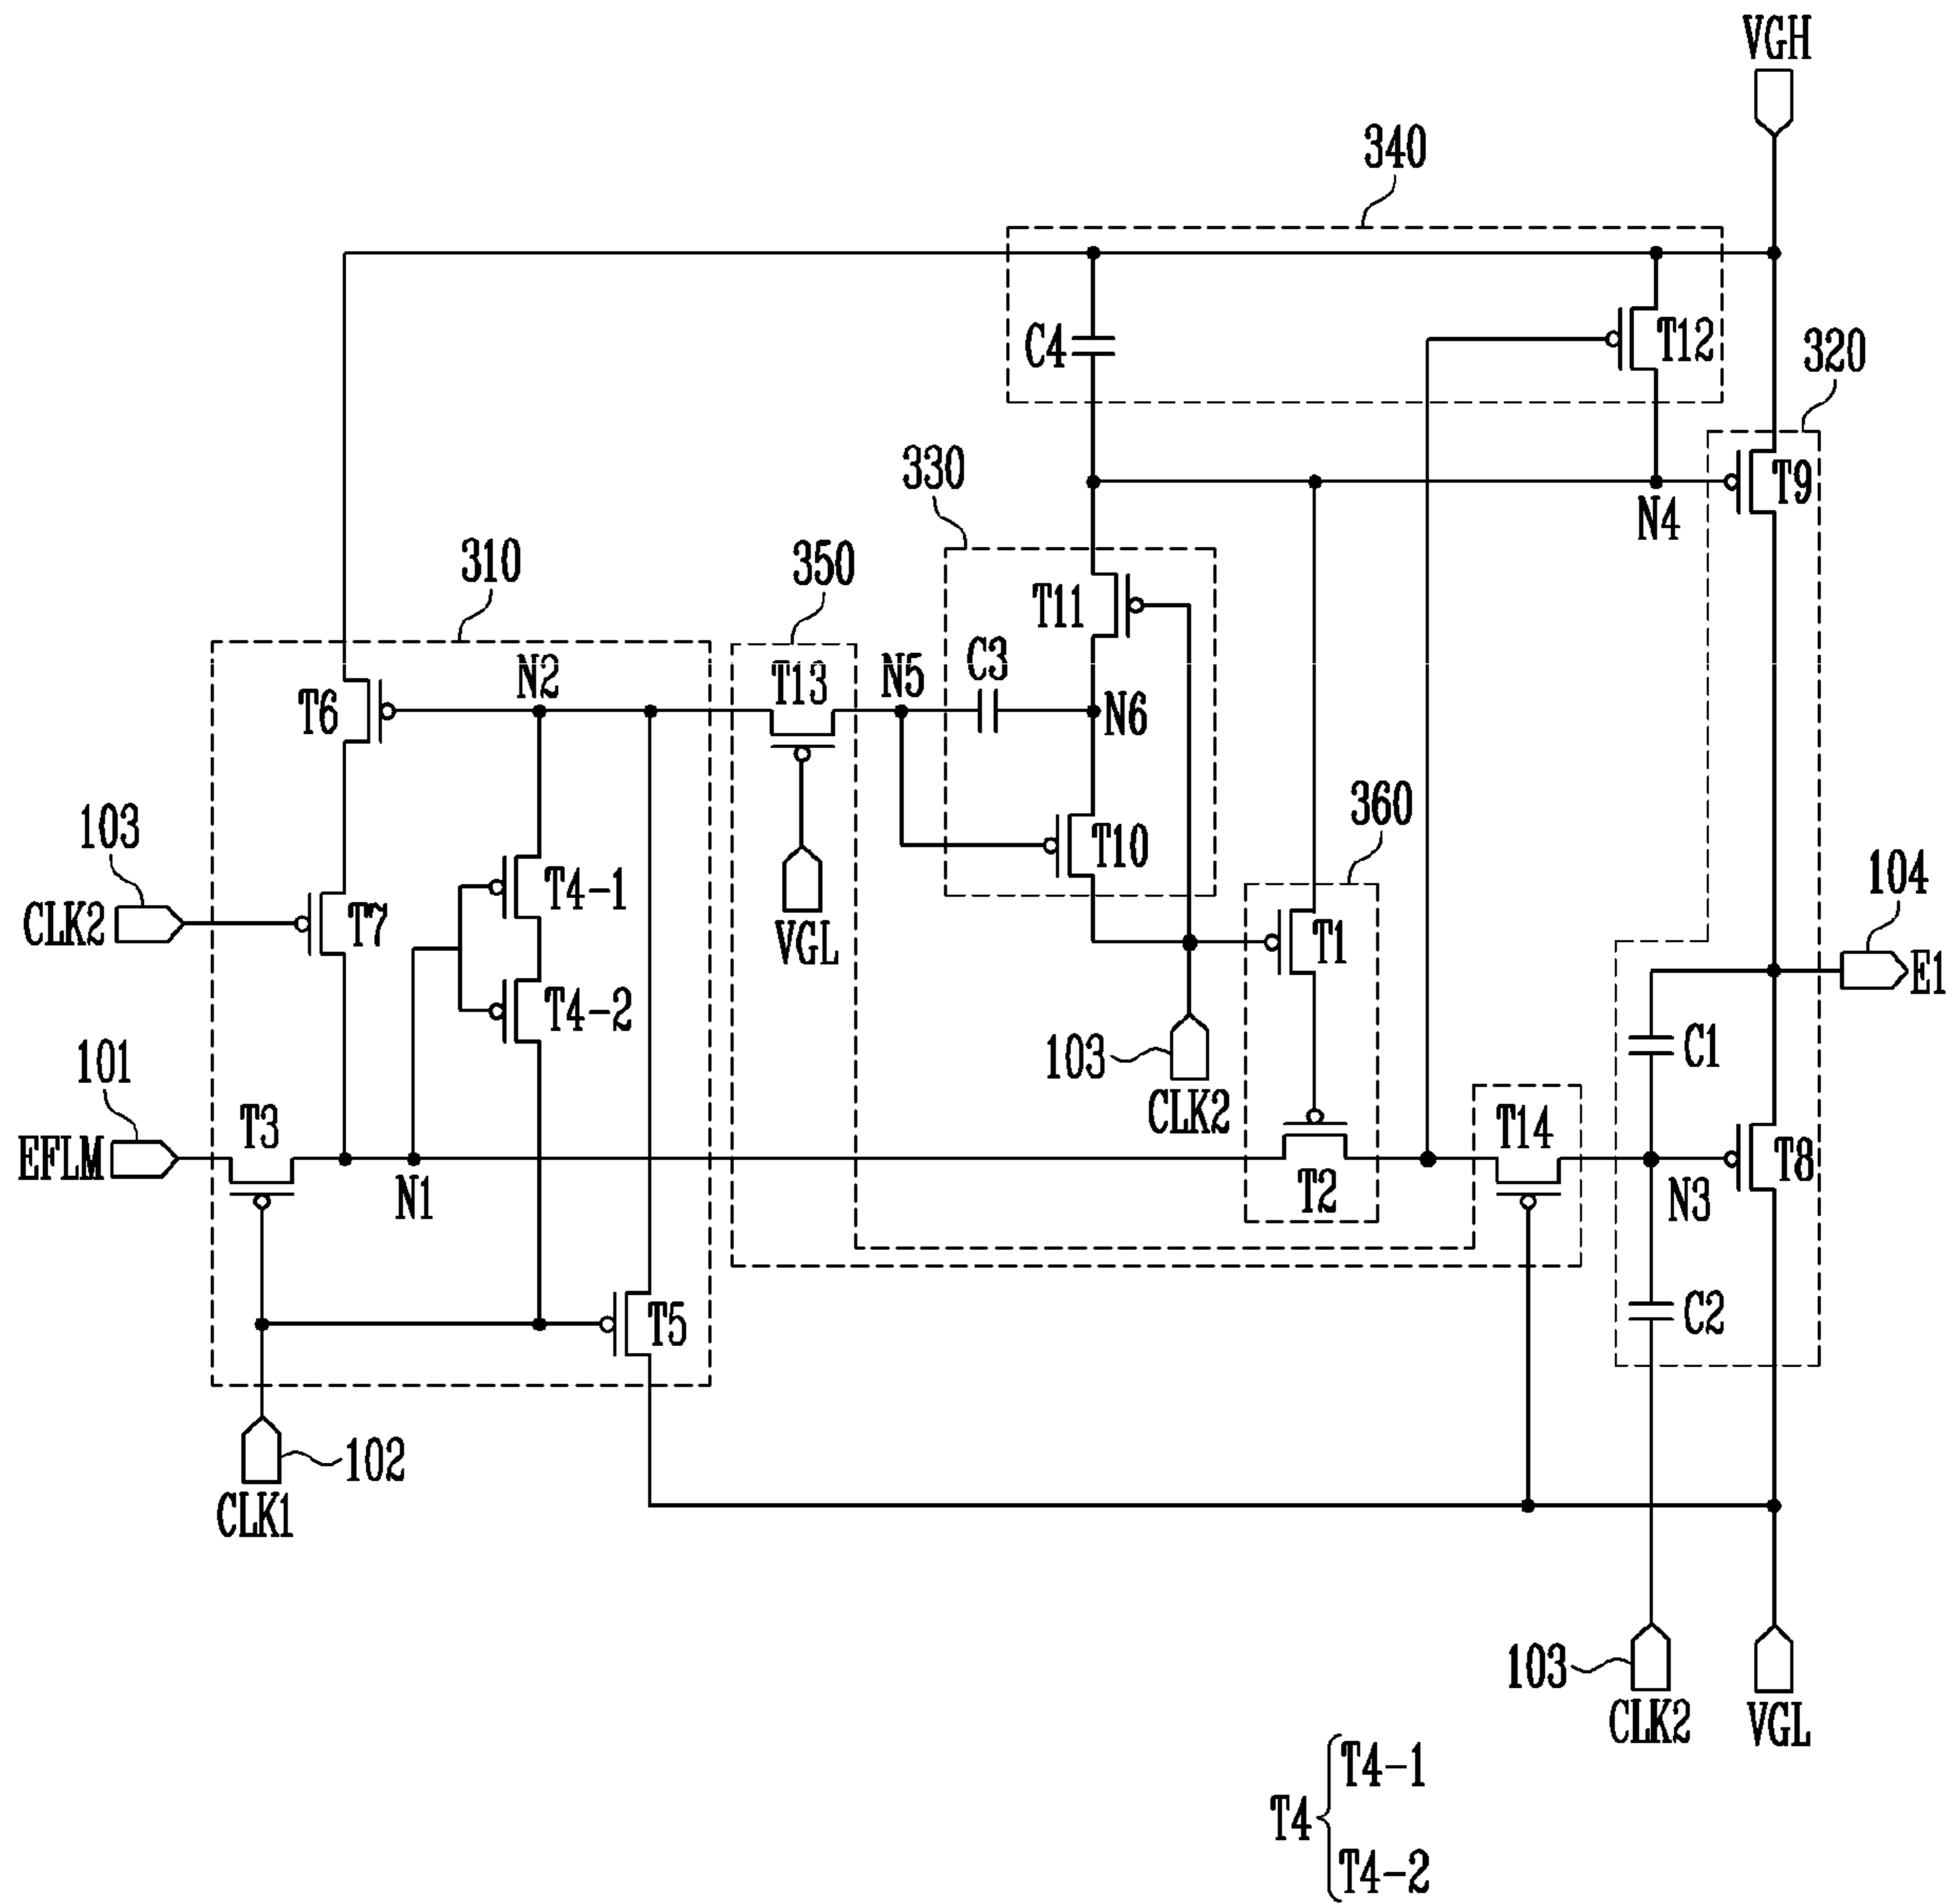 VGH
340
C4
T12
320
330
T9
N4
310
350
T11
C3
N2
T13
N5
N6
T6
360
103
T10
T4-1
104
CLK2
T7
VGL
T1
E1
T4-2
101
103
C1
T3
CLK2
T14
EFLM
T8
N1
T2
N3
T5
C2
102
CLK1
103
CLK2
VGL
T4-1
T4
T4-2